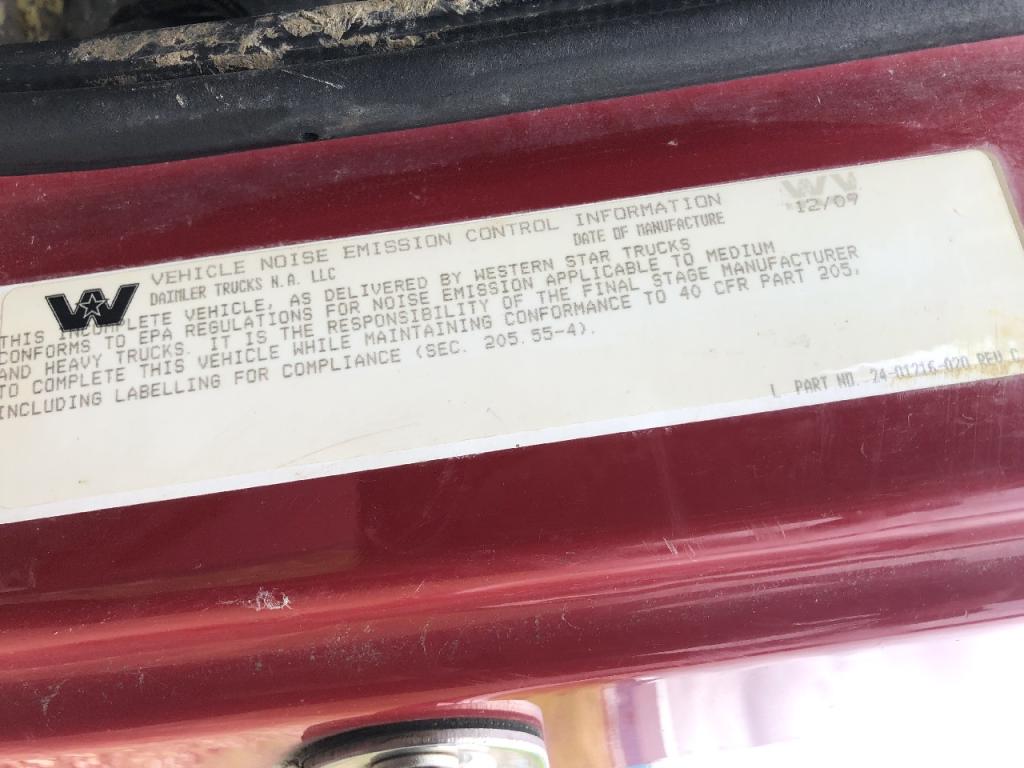 VEHICLE NOISE EMISSION CONTROL INFORMATION
DAIMLER TRUCKS N.A. LLC DATE OF MANUFACTURE 12/09
THIS INCOMPLETE VEHICLE, AS DELIVERED BY WESTERN STAR TRUCKS
CONFORMS TO EPA REGULATIONS FOR NOISE EMISSION APPLICABLE TO MEDIUM
AND HEAVY TRUCKS. IT IS THE RESPONSIBILITY OF THE FINAL STAGE MANUFACTURER
TO COMPLETE THIS VEHICLE WHILE MAINTAINING CONFORMANCE TO 40 CFR PART 205,
INCLUDING LABELLING FOR COMPLIANCE (SEC. 205.55-4).
PART NO. 24-01216-020 REV C